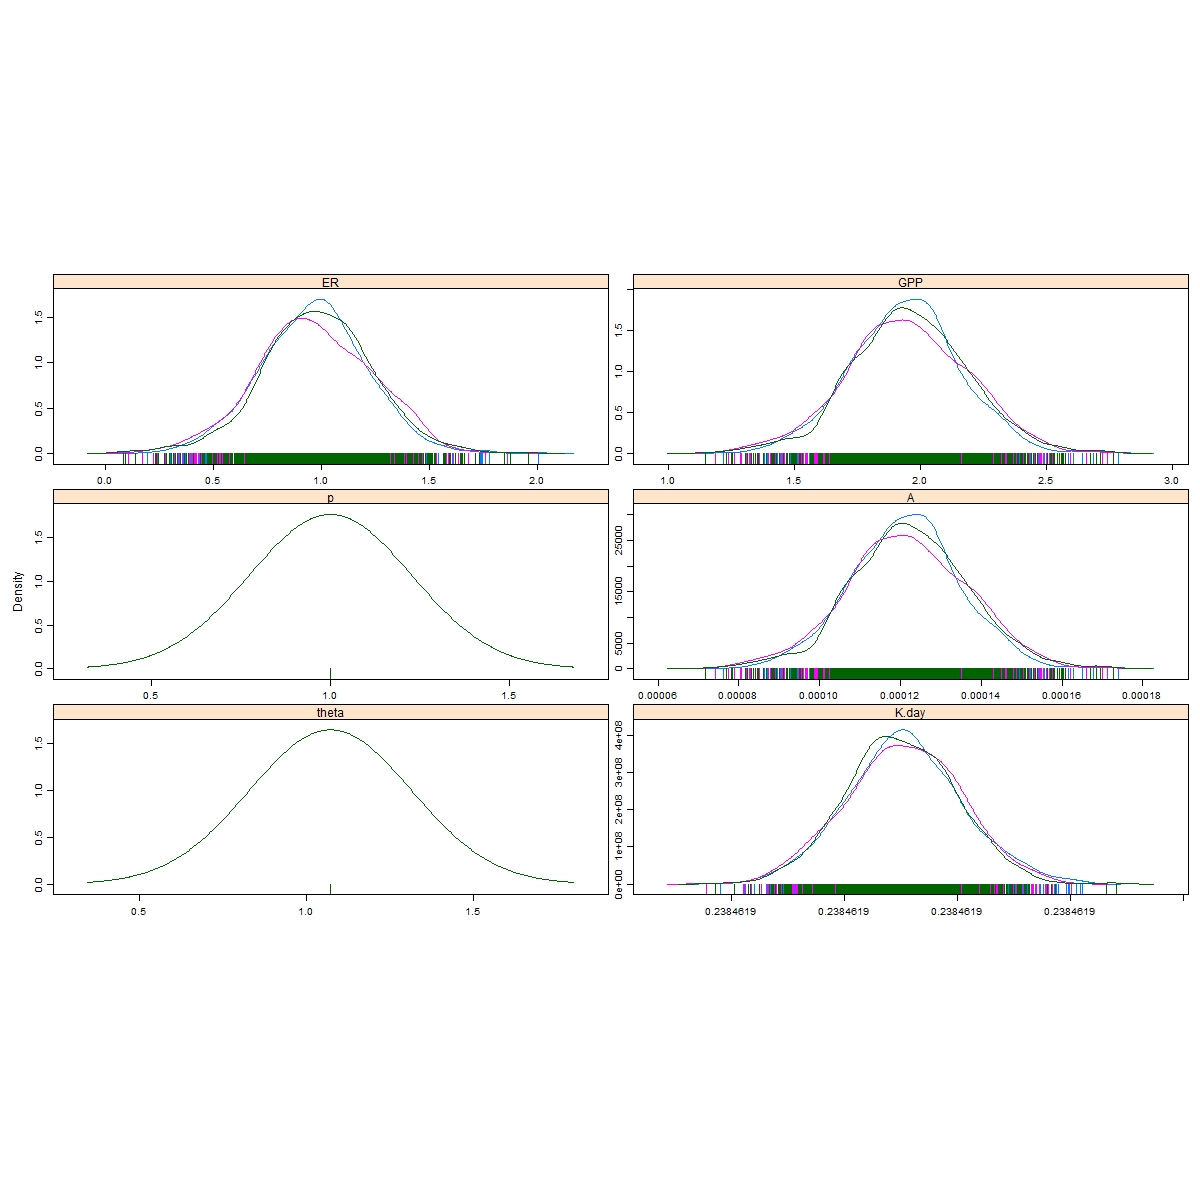 ER
0.0 0.5 1.0 1.5
0.0 0.5 1.0 1.5 2.0
GPP
0.0 0.5 1.0 1.5
1.0 1.5 2.0 2.5 3.0
Density
p
0.0 0.5 1.0 1.5
0.5 1.0 1.5
A
0 5000 15000 25000
0.00006 0.00008 0.00010 0.00012 0.00014 0.00016 0.00018
theta
0.0 0.5 1.0 1.5
0.5 1.0 1.5
K.day
0e+00 1e+08 2e+08 3e+08 4e+08
0.2384619 0.2384619 0.2384619 0.2384619